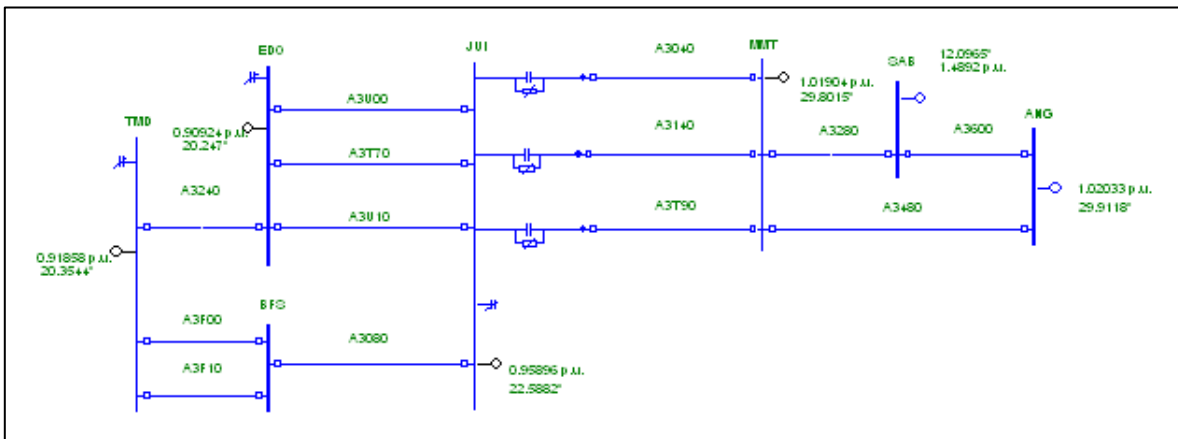 EDO
JUI
A3040
MMT
SAB
12.0965°
1.4892 p.u.
TMD
A3U00
1.01904 p.u.
29.8015°
ANG
0.90924 p.u.
20.247°
A3140
A3280
A3600
A3T70
A3240
A3T90
A3480
1.02033 p.u.
29.9118°
A3U10
0.91858 p.u.
20.3544°
A3F00
A3080
A3F10
0.95896 p.u.
22.5882°